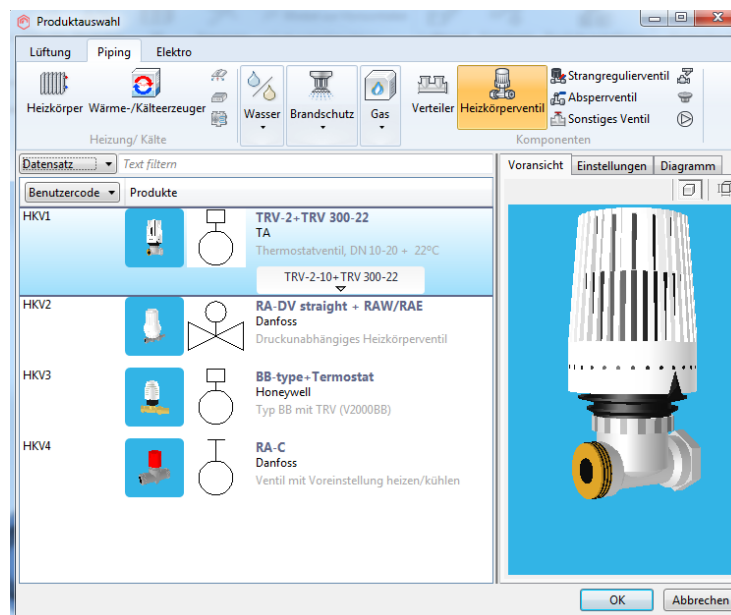 Produktauswahl
Lüftung Piping Elektro
Heizkörper Wärme-/Kälteerzeuger Wasser Brandschutz Gas Verteiler Heizkörperventil Strangregulierventil
Absperrventil
Sonstiges Ventil
Heizung/ Kälte Komponenten
Datensatz Text filtern Voransicht Einstellungen Diagramm
Benutzercode Produkte
HKV1 TRV-2+TRV 300-22
TA
Thermostatventil, DN 10-20 + 22ºC
TRV-2-10+TRV 300-22
HKV2 RA-DV straight + RAW/RAE
Danfoss
Druckunabhängiges Heizkörperventil
HKV3 BB-type+Termostat
Honeywell
Typ BB mit TRV (V2000BB)
HKV4 RA-C
Danfoss
Ventil mit Voreinstellung heizen/kühlen
OK Abbrechen